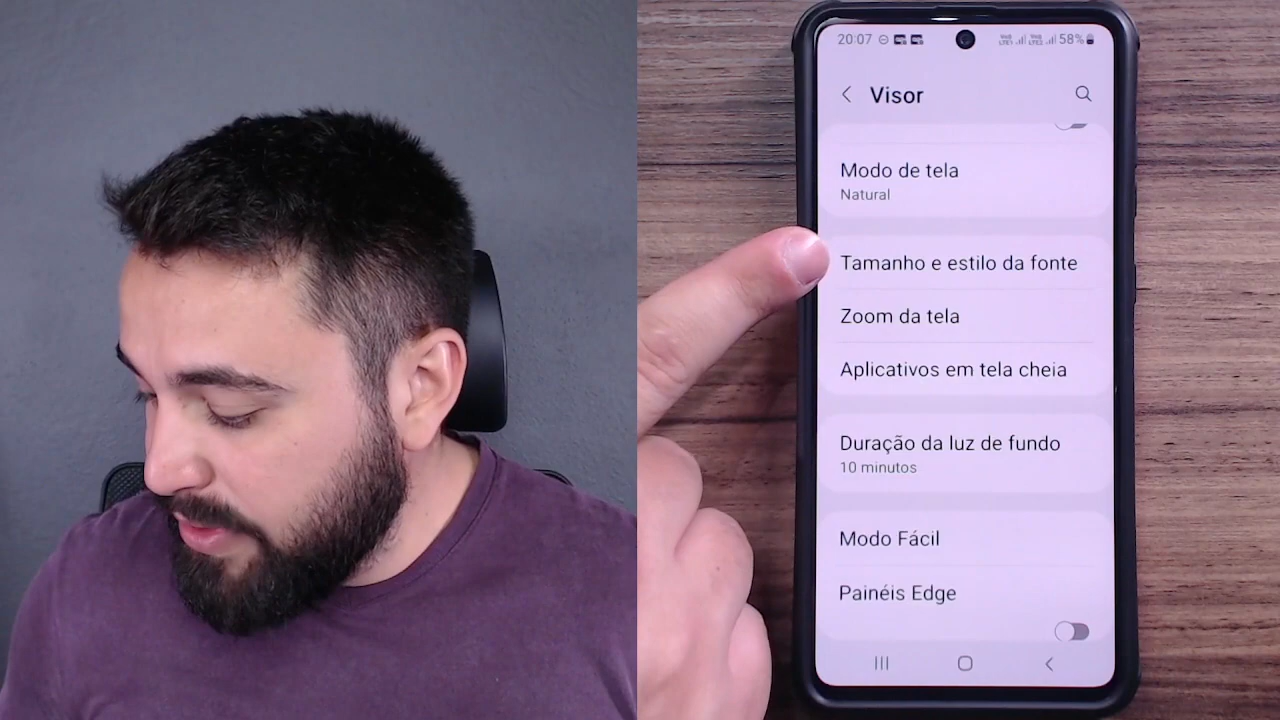 20:07
58%
Visor
Modo de tela
Natural
Tamanho e estilo da fonte
Zoom da tela
Aplicativos em tela cheia
Duração da luz de fundo
10 minutos
Modo Fácil
Painéis Edge